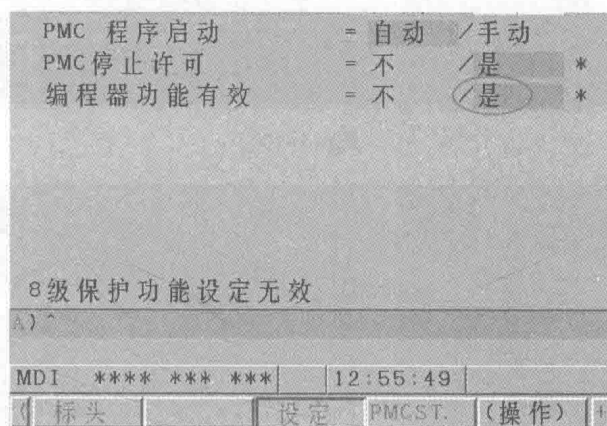 PMC 程序启动 = 自动 /手动
PMC停止许可 = 不 /是 *
编程器功能有效 = 不 /是 *
8级保护功能设定无效
A)^
MDI **** *** *** 12:55:49
( 标头 设定 PMCST. (操作) +